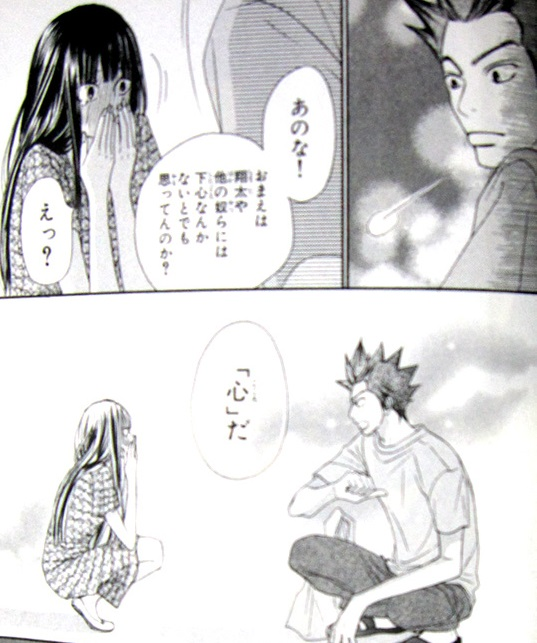 あのな！
おまえは
翔太や
他の奴らには
下心なんか
ないとでも
思ってんのか？
えっ？
「心」だ